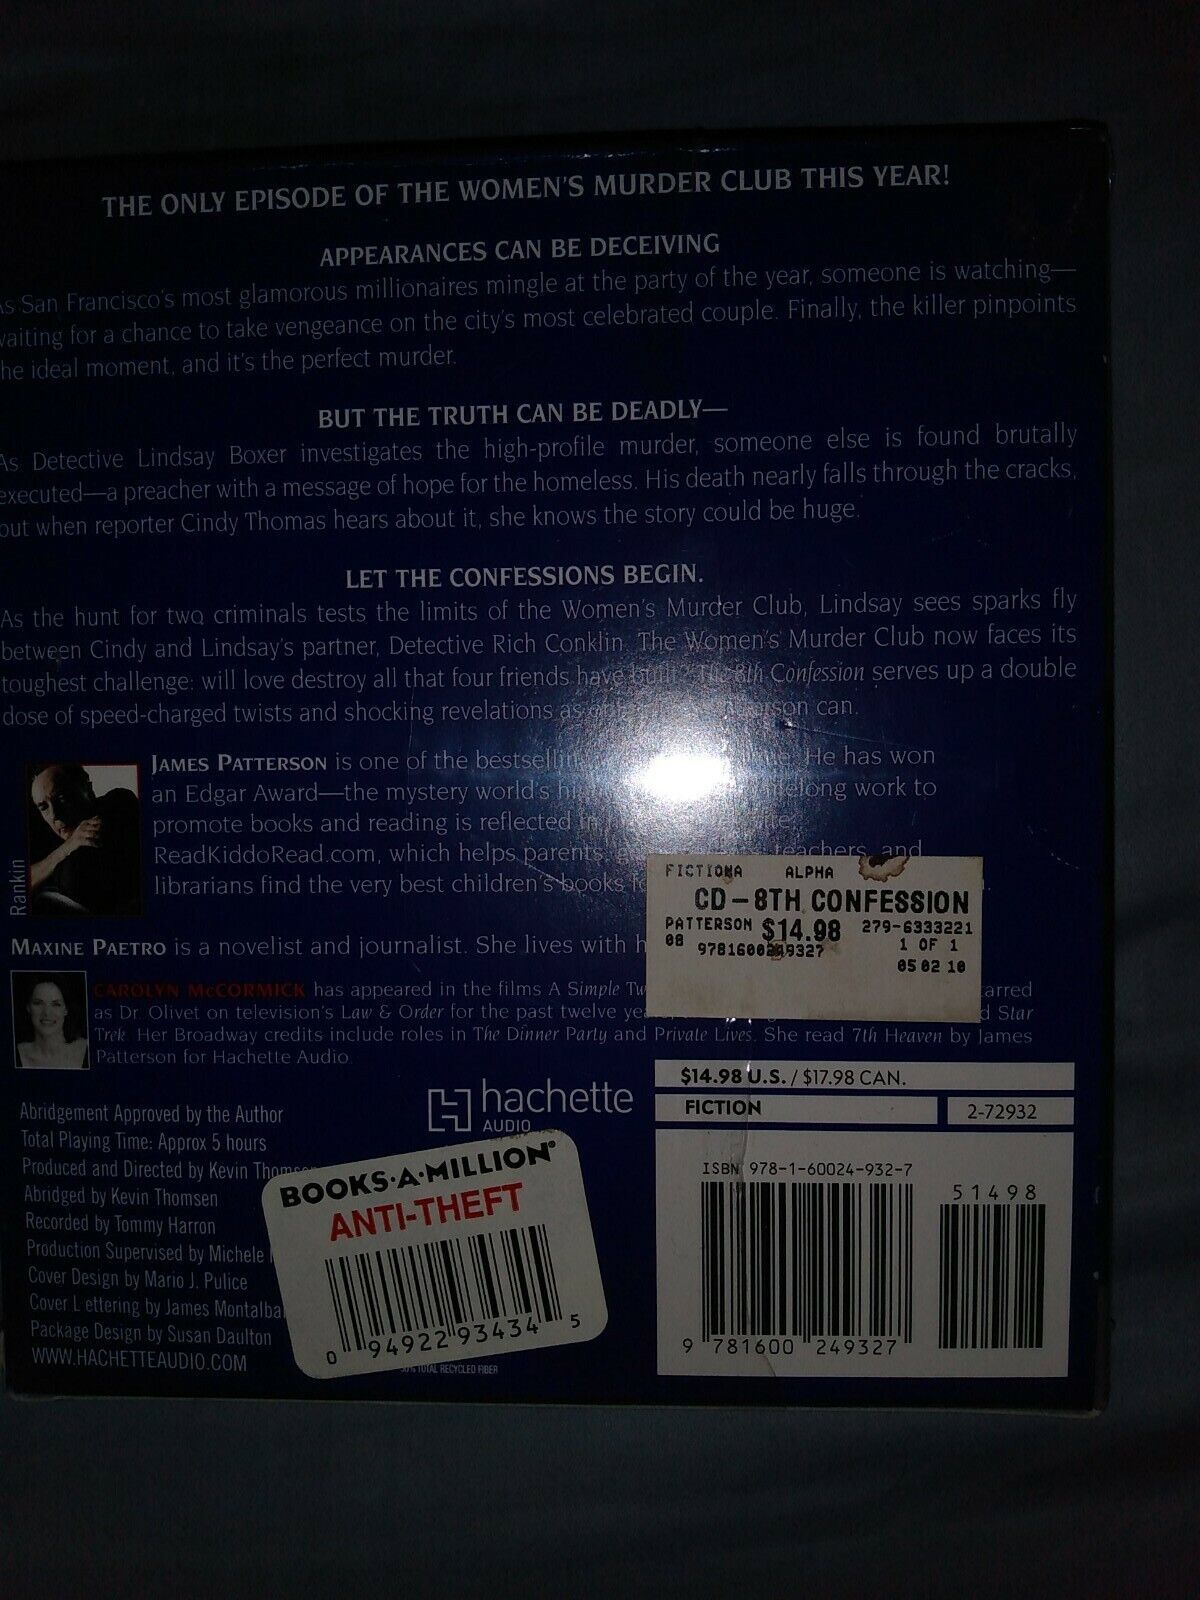 THE ONLY EPISODE OF THE WOMEN'S MURDER CLUB THIS YEAR!
APPEARANCES CAN BE DECEIVING
As San Francisco's most glamorous millionaires mingle at the party of the year, someone is watching—
waiting for a chance to take vengeance on the city's most celebrated couple. Finally, the killer pinpoints
the ideal moment, and it's the perfect murder.
BUT THE TRUTH CAN BE DEADLY—
As Detective Lindsay Boxer investigates the high-profile murder, someone else is found brutally
executed—a preacher with a message of hope for the homeless. His death nearly falls through the cracks,
but when reporter Cindy Thomas hears about it, she knows the story could be huge.
LET THE CONFESSIONS BEGIN.
As the hunt for two criminals tests the limits of the Women's Murder Club, Lindsay sees sparks fly
between Cindy and Lindsay's partner, Detective Rich Conklin. The Women's Murder Club now faces its
toughest challenge: will love destroy all that four friends have built? The 8th Confession serves up a double
dose of speed-charged twists and shocking revelations as can.
JAMES PATTERSON is one of the He has won
an Edgar Award—the mystery world's work to
promote books and reading is reflected
ReadKiddoRead.com, which helps parents, teachers, and
librarians find the very best children's books
Rankin
MAXINE PAETRO is a novelist and journalist. She lives with
CAROLYN McCORMICK has appeared in the films A Simple
as Dr. Olivet on television's Law & Order for the past twelve Star
Trek. Her Broadway credits include roles in The Dinner Party and Private Lives. She read 7th Heaven by James
Patterson for Hachette Audio.
FICTIONA ALPHA
CD-8TH CONFESSION
PATTERSON $14.98 279-6333221
08 1 OF 1
05 02 10
hachette
AUDIO
Abridgement Approved by the Author
Total Playing Time: Approx 5 hours
Produced and Directed by Kevin
Abridged by Kevin Thomsen
Recorded by Tommy Harron
Production Supervised by Michele
Cover Design by Mario J. Pulice
Cover Lettering by James
Package Design by Susan Daulton
WWW.HACHETTEAUDIO.COM
TOTAL RECYCLED FIBER
BOOKS·A·MILLION®
ANTI-THEFT
0 94922 93434 5
$14.98 U.S. / $17.98 CAN.
FICTION 2-72932
ISBN 978-1-60024-932-7
51498
9 781600 249327